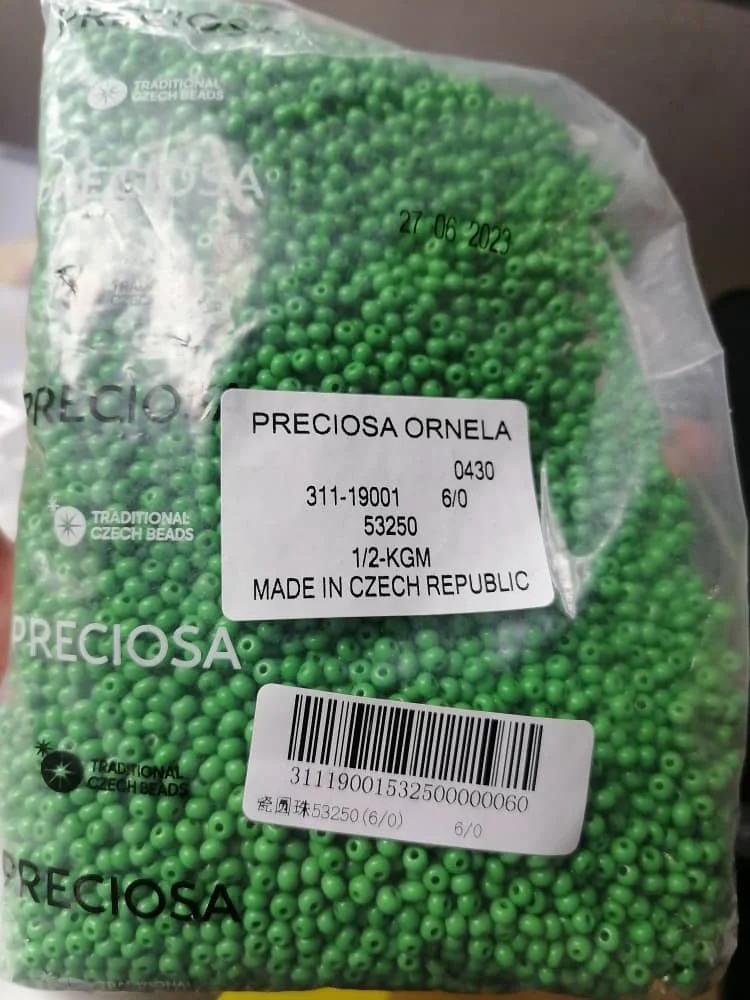 PRECIOSA
TRADITIONAL
CZECH BEADS
PRECIOSA
27 06 2023
PRECIO
PRECIOSA ORNELA
0430
311-19001 6/0
53250
1/2-KGM
MADE IN CZECH REPUBLIC
TRADITIONAL
CZECH BEADS
PRECIOSA
31119001532500000060
瓷圆珠53250(6/0) 6/0
TRADITIONAL
CZECH BEADS
PRECIOSA
TRADITIONAL